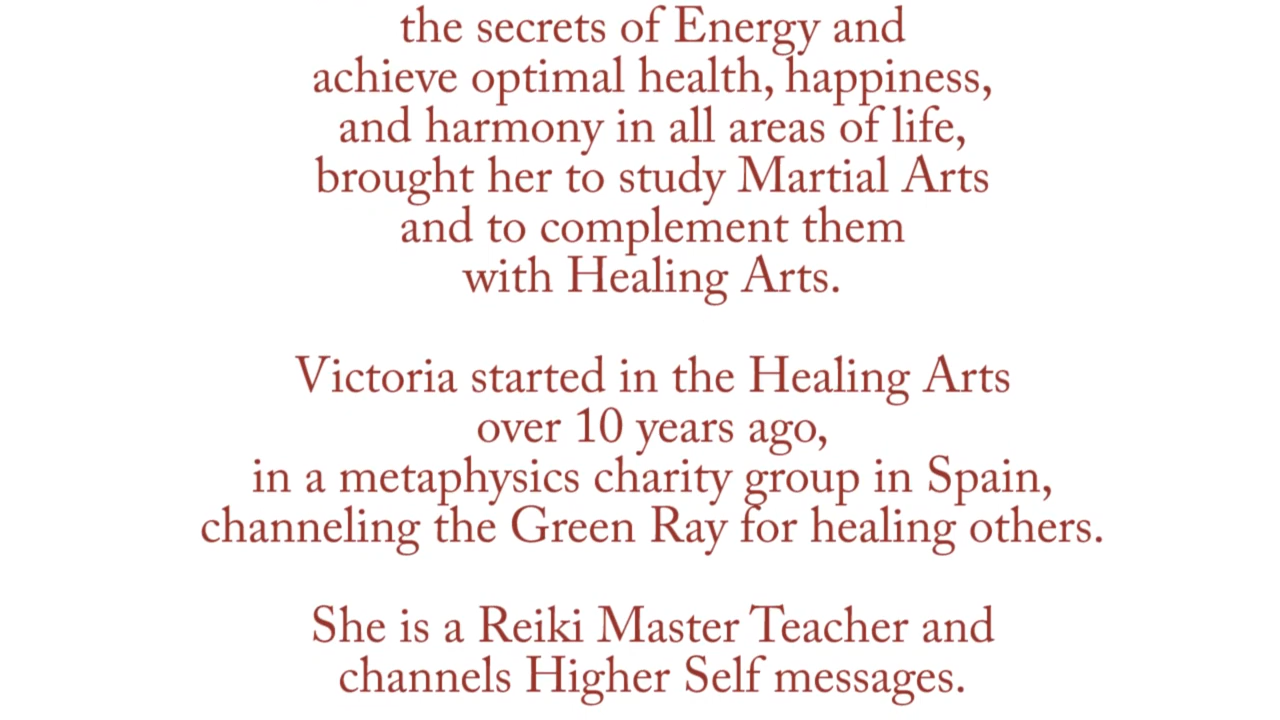 the secrets of Energy and
achieve optimal health, happiness,
and harmony in all areas of life,
brought her to study Martial Arts
and to complement them
with Healing Arts.
Victoria started in the Healing Arts
over 10 years ago,
in a metaphysics charity group in Spain,
channeling the Green Ray for healing others.
She is a Reiki Master Teacher and
channels Higher Self messages.